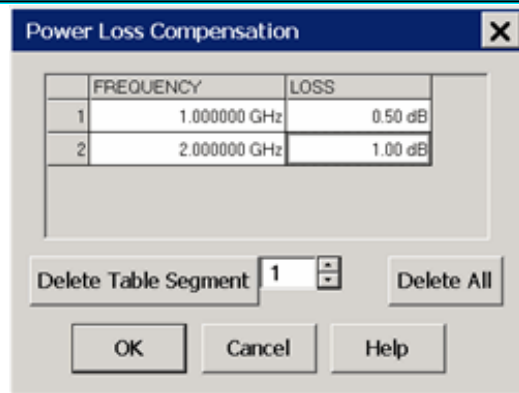 Power Loss Compensation
FREQUENCY LOSS
1 1.000000 GHz 0.50 dB
2 2.000000 GHz 1.00 dB
Delete Table Segment 1 Delete All
OK Cancel Help